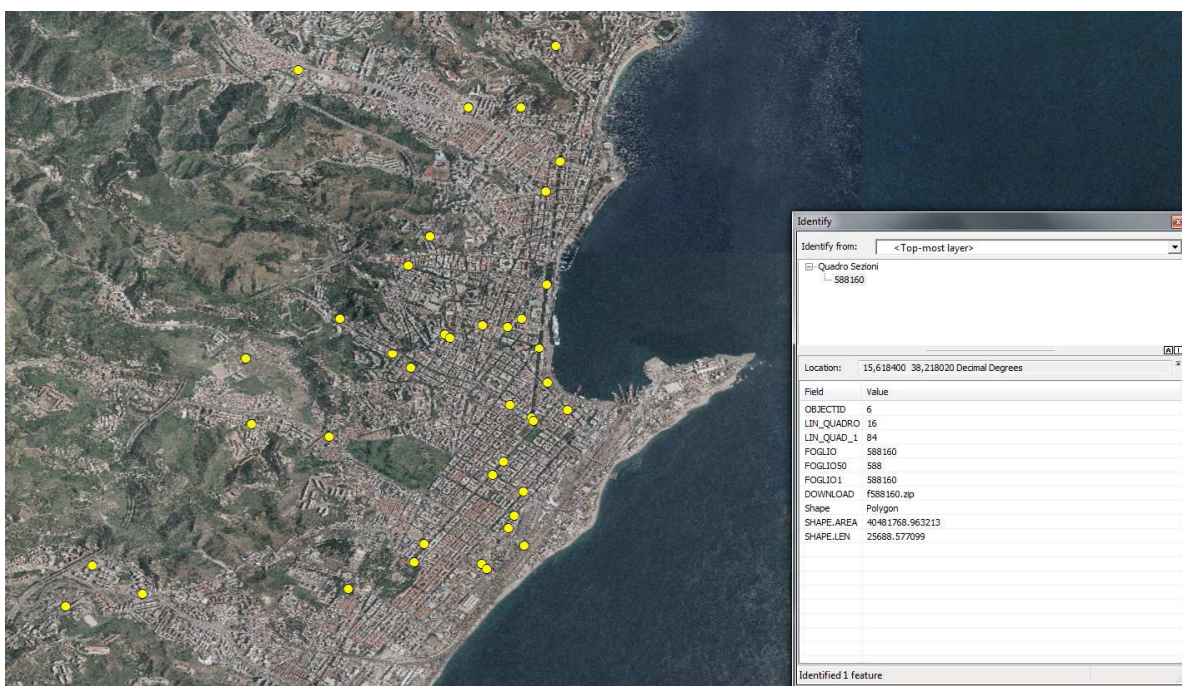 Identify
Identify from:
<Top-most layer>
Quadro Sezioni
588160
Location:
15,618400 38,218020 Decimal Degrees
Field Value
OBJECTID 6
LIN_QUADRO 16
LIN_QUAD_1 84
FOGLIO 588160
FOGLIO50 588
FOGLIO1 588160
DOWNLOAD f588160.zip
Shape Polygon
SHAPE.AREA 40481768.963213
SHAPE.LEN 25688.577099
Identified 1 feature